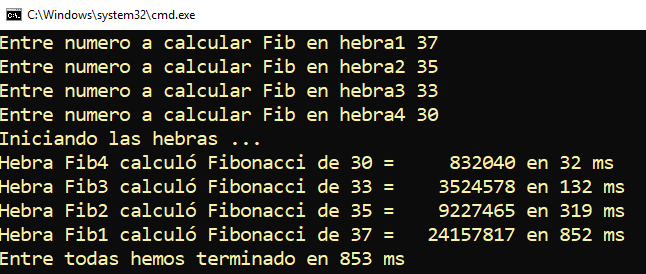 C:\Windows\system32\cmd.exe
Entre numero a calcular Fib en hebra1 37
Entre numero a calcular Fib en hebra2 35
Entre numero a calcular Fib en hebra3 33
Entre numero a calcular Fib en hebra4 30
Iniciando las hebras ...
Hebra Fib4 calculó Fibonacci de 30 =     832040 en 32 ms
Hebra Fib3 calculó Fibonacci de 33 =    3524578 en 132 ms
Hebra Fib2 calculó Fibonacci de 35 =    9227465 en 319 ms
Hebra Fib1 calculó Fibonacci de 37 =   24157817 en 852 ms
Entre todas hemos terminado en 853 ms